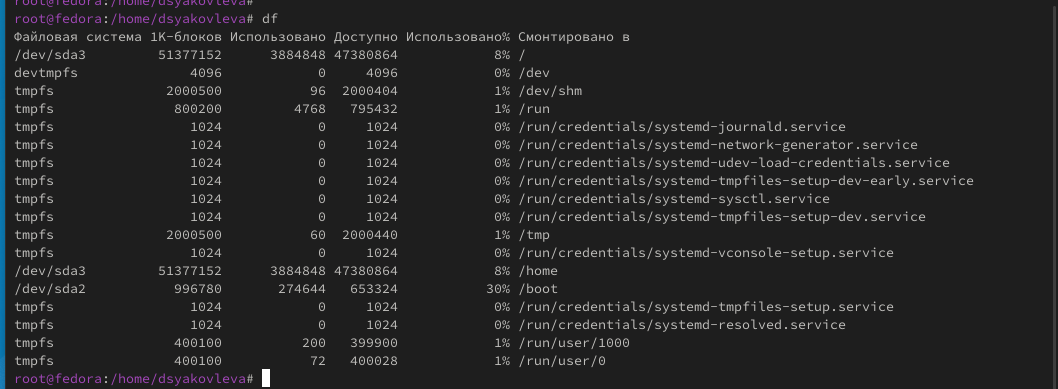 root@fedora:/home/dsyakovleva#
root@fedora:/home/dsyakovleva# df
Файловая система 1K-блоков Использовано Доступно Использовано% Смонтировано в
/dev/sda3         51377152      3884848 47380864            8% /
devtmpfs              4096            0     4096            0% /dev
tmpfs              2000500           96  2000404            1% /dev/shm
tmpfs               800200         4768   795432            1% /run
tmpfs                 1024            0     1024            0% /run/credentials/systemd-journald.service
tmpfs                 1024            0     1024            0% /run/credentials/systemd-network-generator.service
tmpfs                 1024            0     1024            0% /run/credentials/systemd-udev-load-credentials.service
tmpfs                 1024            0     1024            0% /run/credentials/systemd-tmpfiles-setup-dev-early.service
tmpfs                 1024            0     1024            0% /run/credentials/systemd-sysctl.service
tmpfs                 1024            0     1024            0% /run/credentials/systemd-tmpfiles-setup-dev.service
tmpfs              2000500           60  2000440            1% /tmp
tmpfs                 1024            0     1024            0% /run/credentials/systemd-vconsole-setup.service
/dev/sda3         51377152      3884848 47380864            8% /home
/dev/sda2           996780       274644   653324           30% /boot
tmpfs                 1024            0     1024            0% /run/credentials/systemd-tmpfiles-setup.service
tmpfs                 1024            0     1024            0% /run/credentials/systemd-resolved.service
tmpfs               400100          200   399900            1% /run/user/1000
tmpfs               400100           72   400028            1% /run/user/0
root@fedora:/home/dsyakovleva#